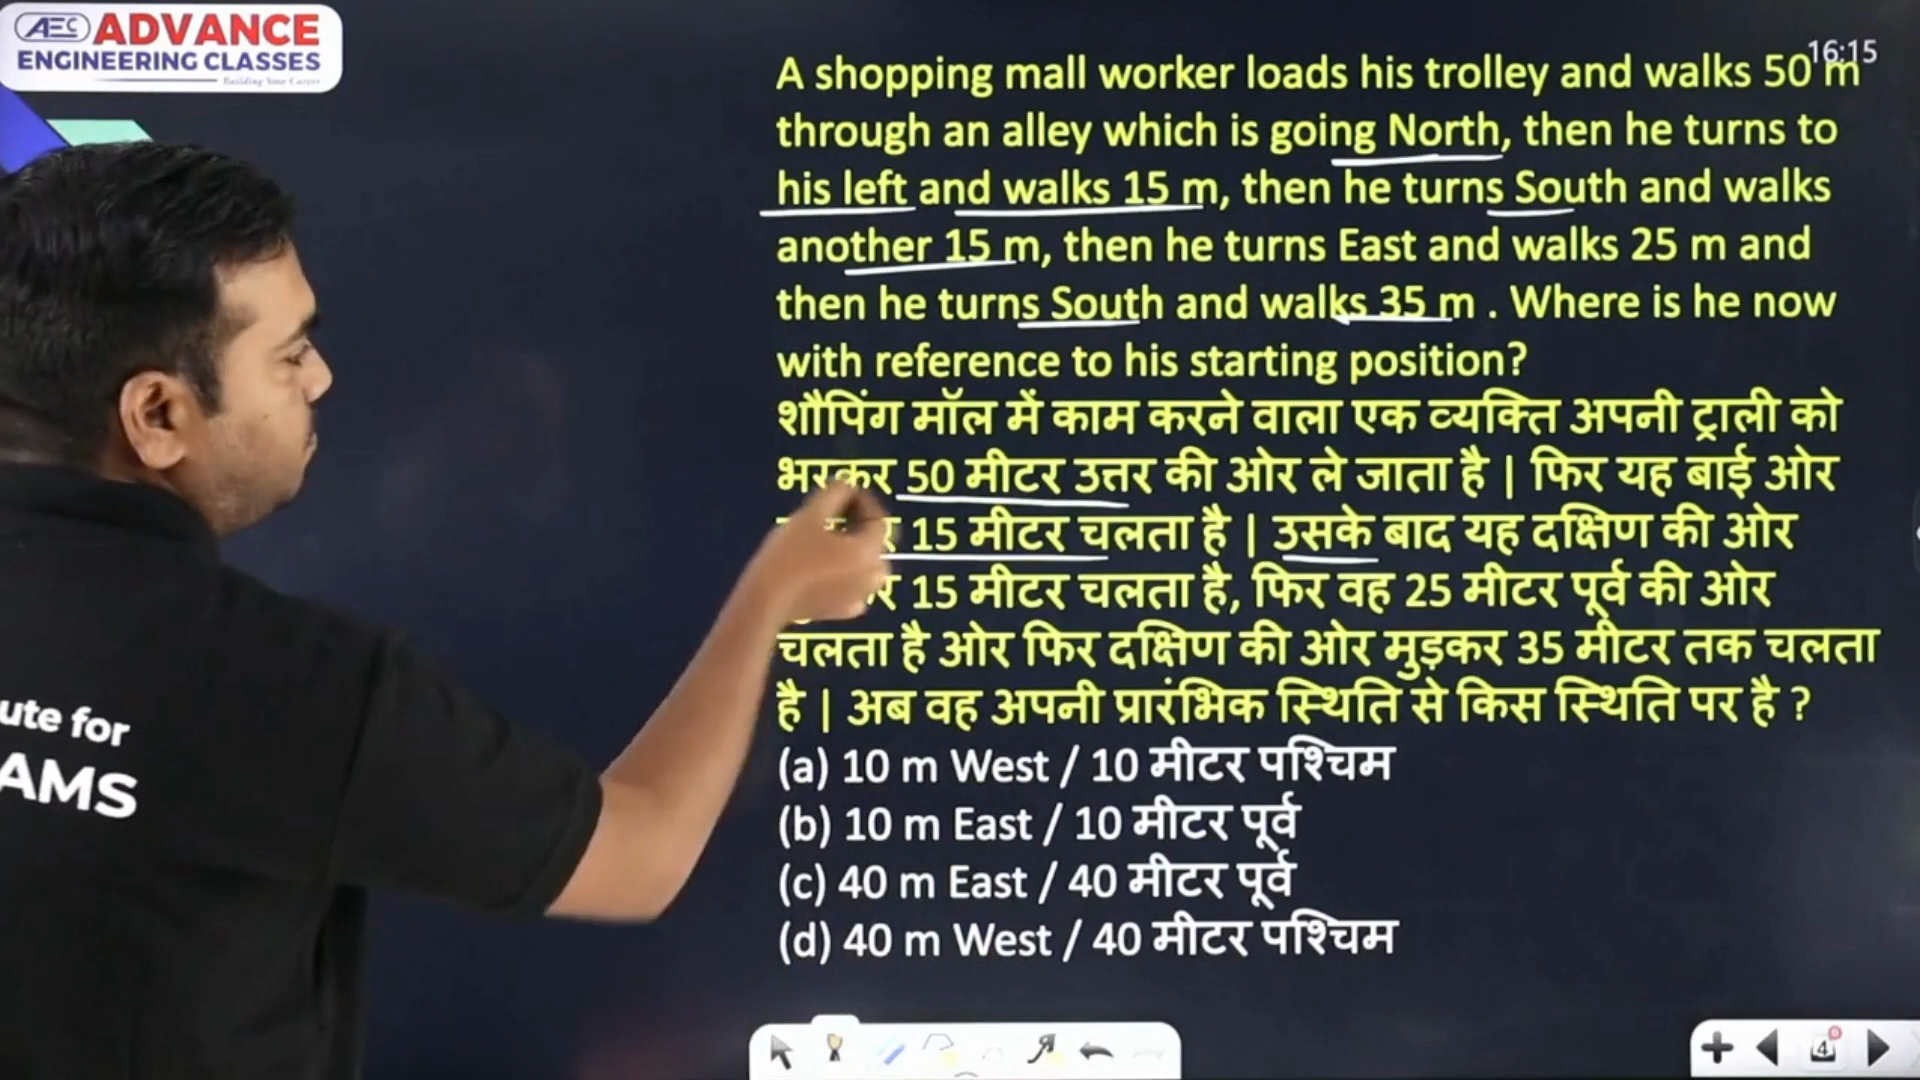 AEC ADVANCE
ENGINEERING CLASSES
Building Your Career
16:15
A shopping mall worker loads his trolley and walks 50 m
through an alley which is going North, then he turns to
his left and walks 15 m, then he turns South and walks
another 15 m, then he turns East and walks 25 m and
then he turns South and walks 35 m . Where is he now
with reference to his starting position?
शौपिंग मॉल में काम करने वाला एक व्यक्ति अपनी ट्राली को
भरकर 50 मीटर उत्तर की ओर ले जाता है | फिर यह बाई ओर
15 मीटर चलता है | उसके बाद यह दक्षिण की ओर
15 मीटर चलता है, फिर वह 25 मीटर पूर्व की ओर
चलता है ओर फिर दक्षिण की ओर मुड़कर 35 मीटर तक चलता
है | अब वह अपनी प्रारंभिक स्थिति से किस स्थिति पर है ?
(a) 10 m West / 10 मीटर पश्चिम
(b) 10 m East / 10 मीटर पूर्व
(c) 40 m East / 40 मीटर पूर्व
(d) 40 m West / 40 मीटर पश्चिम
ute for
AMS
4